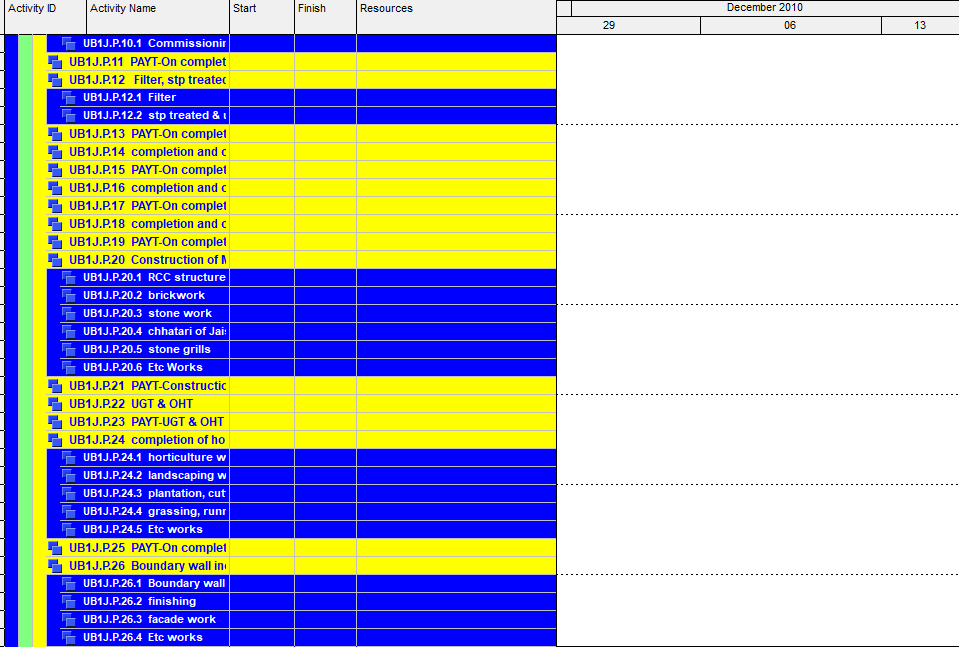 Activity ID Activity Name Start Finish Resources December 2010
29 06 13
UB1J.P.10.1 Commissionin
UB1J.P.11 PAYT-On complet
UB1J.P.12 Filter, stp treated
UB1J.P.12.1 Filter
UB1J.P.12.2 stp treated & u
UB1J.P.13 PAYT-On complet
UB1J.P.14 completion and c
UB1J.P.15 PAYT-On complet
UB1J.P.16 completion and c
UB1J.P.17 PAYT-On complet
UB1J.P.18 completion and c
UB1J.P.19 PAYT-On complet
UB1J.P.20 Construction of M
UB1J.P.20.1 RCC structure
UB1J.P.20.2 brickwork
UB1J.P.20.3 stone work
UB1J.P.20.4 chhatari of Jais
UB1J.P.20.5 stone grills
UB1J.P.20.6 Etc Works
UB1J.P.21 PAYT-Constructic
UB1J.P.22 UGT & OHT
UB1J.P.23 PAYT-UGT & OHT
UB1J.P.24 completion of ho
UB1J.P.24.1 horticulture w
UB1J.P.24.2 landscaping w
UB1J.P.24.3 plantation, cut
UB1J.P.24.4 grassing, runn
UB1J.P.24.5 Etc works
UB1J.P.25 PAYT-On complet
UB1J.P.26 Boundary wall in
UB1J.P.26.1 Boundary wall
UB1J.P.26.2 finishing
UB1J.P.26.3 facade work
UB1J.P.26.4 Etc works